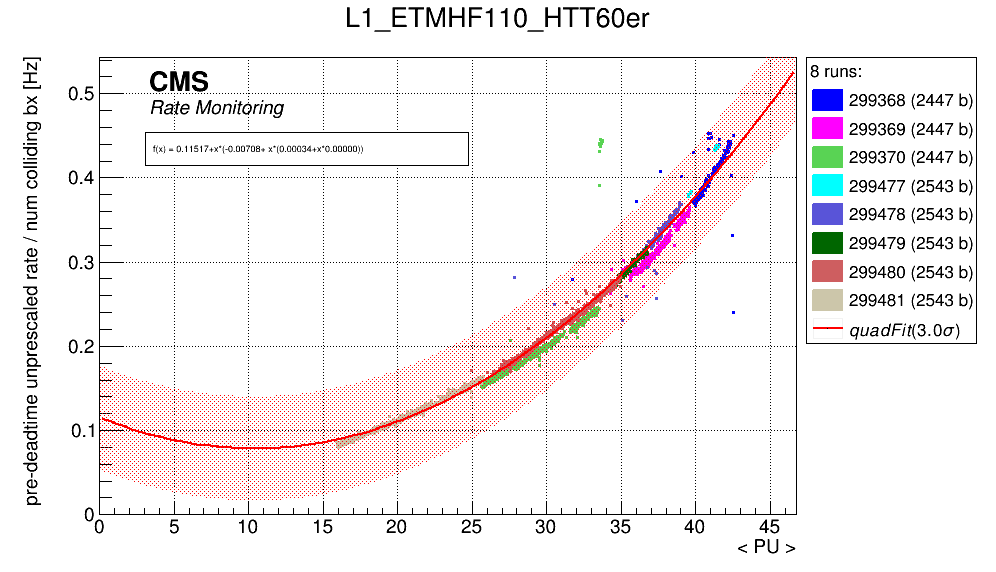 L1_ETMHF110_HTT60er
pre-deadtime unprescaled rate / num colliding bx [Hz]
CMS
Rate Monitoring
f(x) = 0.11517+x*(-0.00708+ x*(0.00034+x*0.00000))
0.5
0.4
0.3
0.2
0.1
0
0 5 10 15 20 25 30 35 40 45
< PU >
8 runs:
299368 (2447 b)
299369 (2447 b)
299370 (2447 b)
299477 (2543 b)
299478 (2543 b)
299479 (2543 b)
299480 (2543 b)
299481 (2543 b)
quadFit(3.0σ)